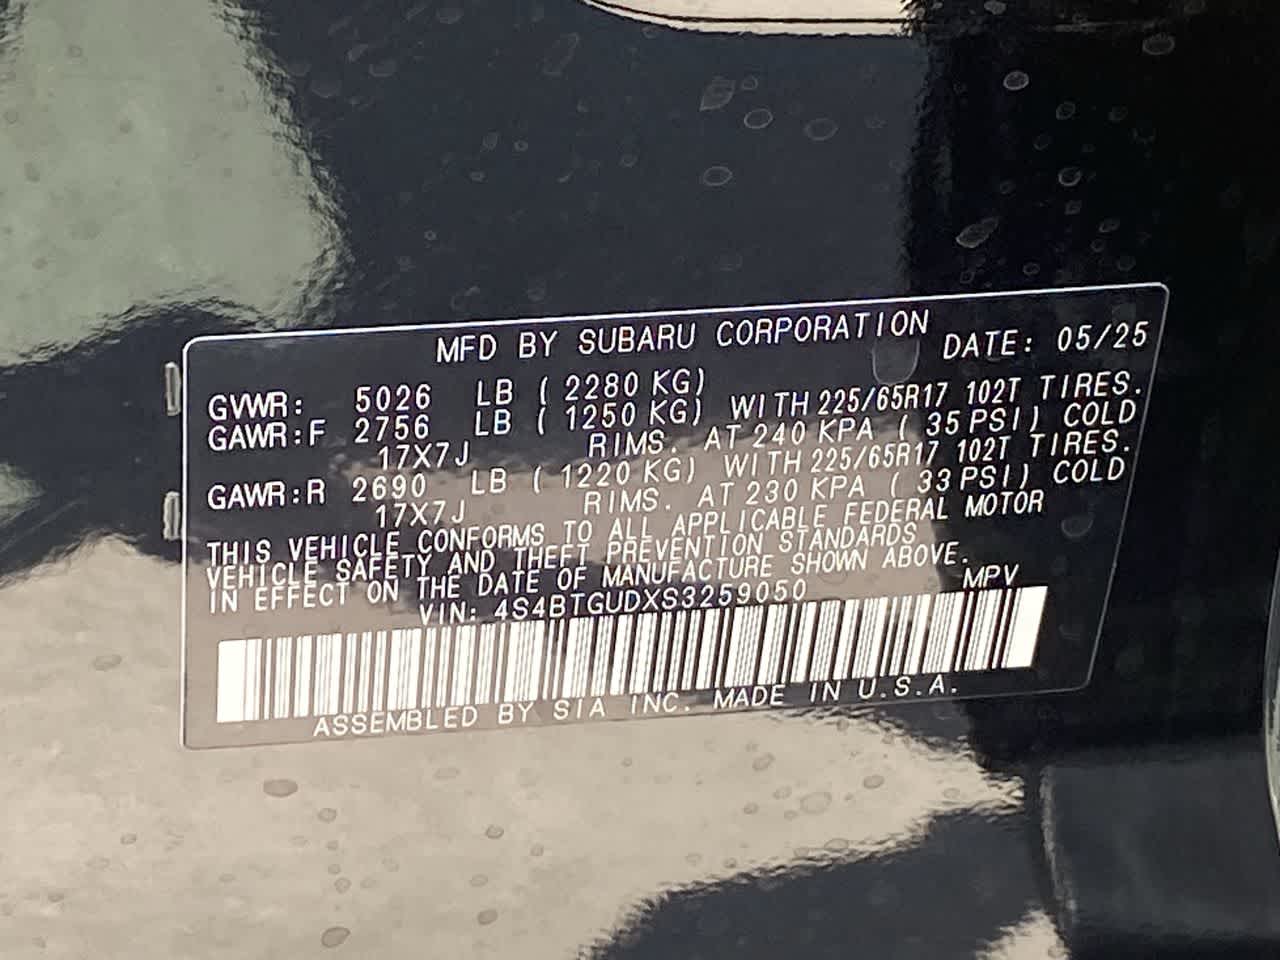 MFD BY SUBARU CORPORATION DATE: 05/25
GVWR: 5026 LB ( 2280 KG)
GAWR:F 2756 LB ( 1250 KG) WITH 225/65R17 102T TIRES.
17X7J RIMS. AT 240 KPA ( 35 PSI) COLD
GAWR:R 2690 LB ( 1220 KG) WITH 225/65R17 102T TIRES.
17X7J RIMS. AT 230 KPA ( 33 PSI) COLD
THIS VEHICLE CONFORMS TO ALL APPLICABLE FEDERAL MOTOR
VEHICLE SAFETY AND THEFT PREVENTION STANDARDS
IN EFFECT ON THE DATE OF MANUFACTURE SHOWN ABOVE.
VIN: 4S4BTGUDXS3259050 MPV
ASSEMBLED BY SIA INC. MADE IN U.S.A.